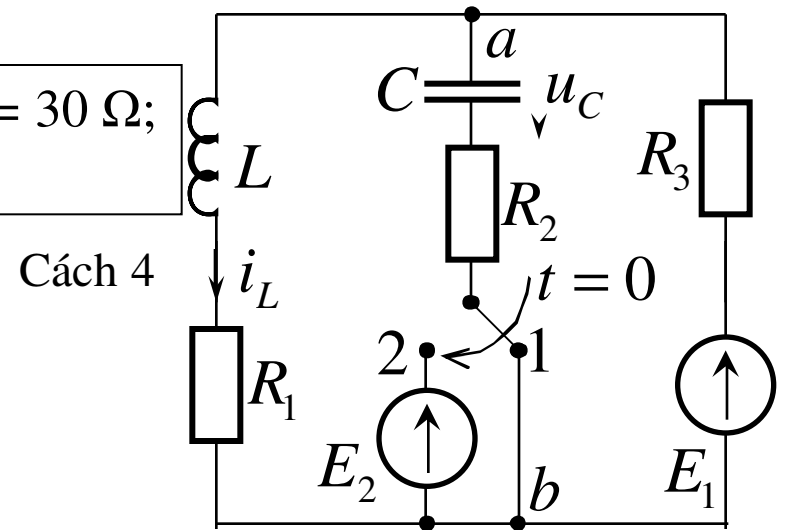 a
C
u_C
= 30 Ω;
R_3
L
R_2
Cách 4
i_L
t = 0
2
1
R_1
E_2
b
E_1